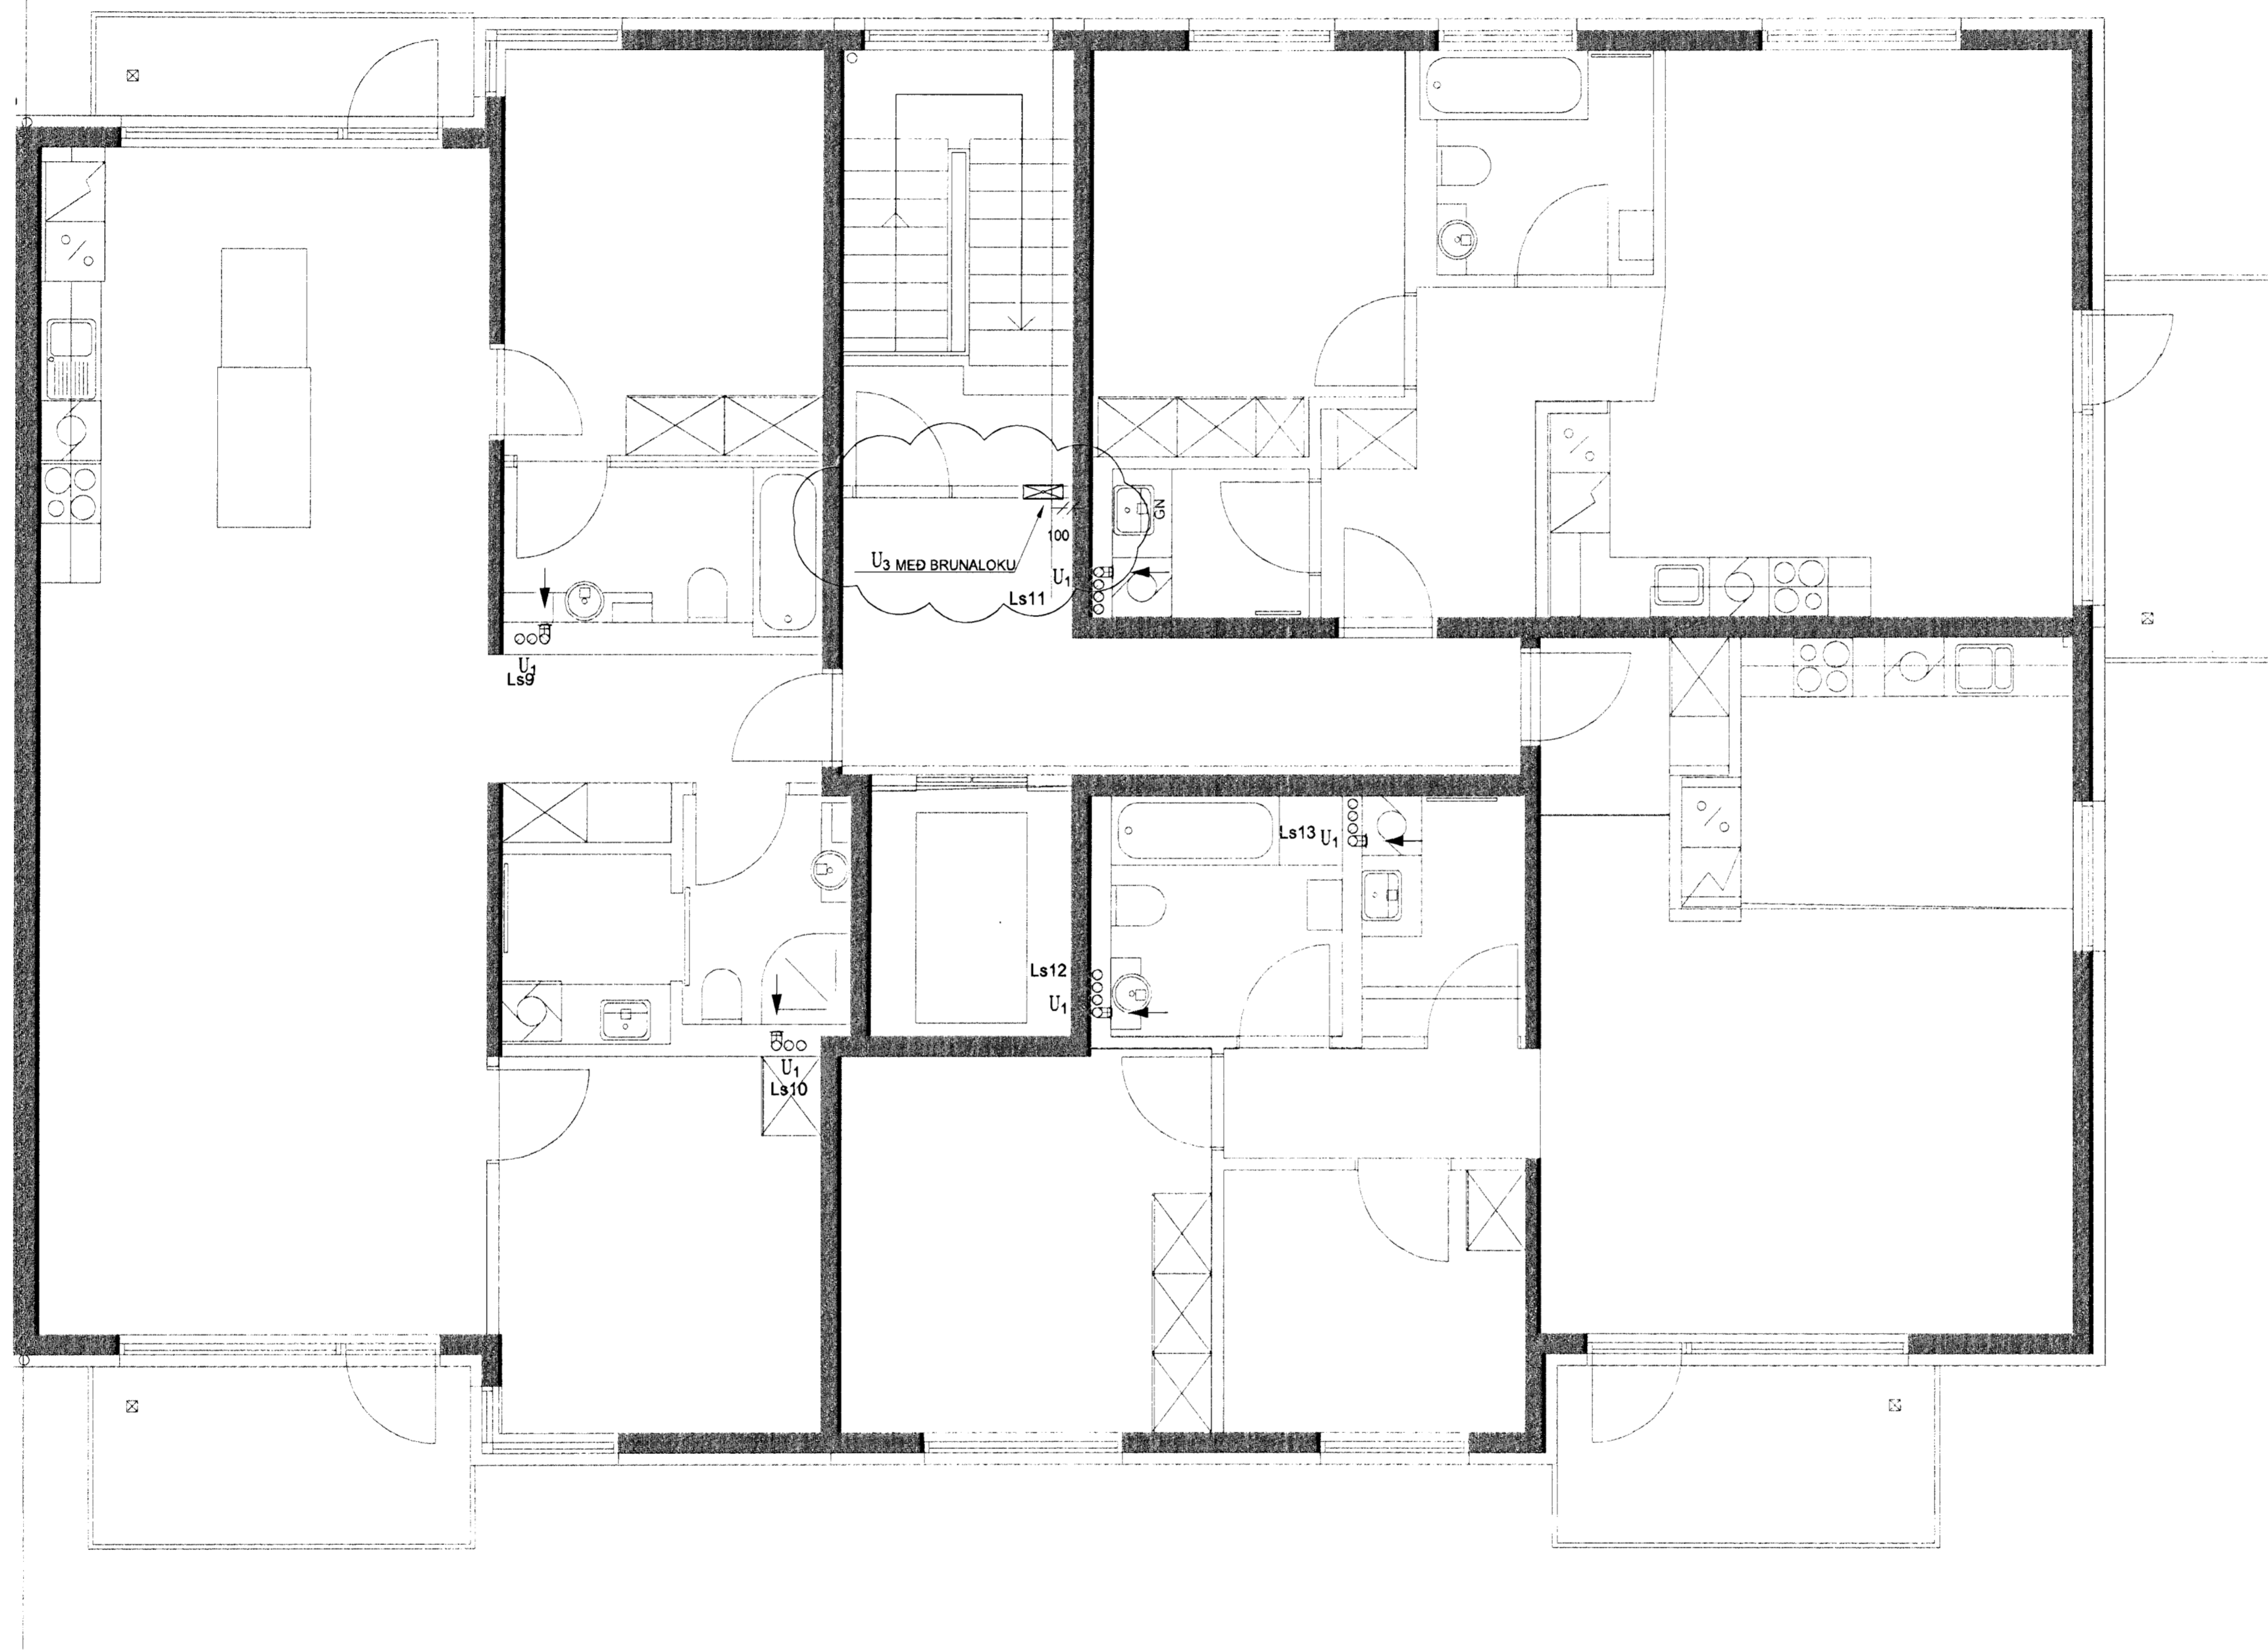 GN
100
U3 MEÐ BRUNALOKU
U1
Ls11
U1
Ls9
Ls13 U1
Ls12
U1
U1
Ls10